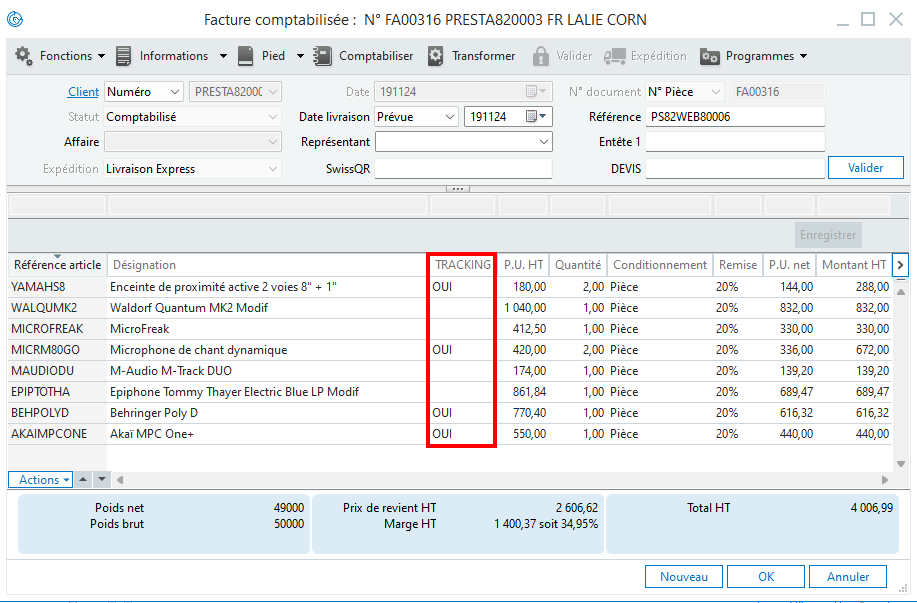 Facture comptabilisée : N° FA00316 PRESTA820003 FR LALIE CORN
Fonctions Informations Pied Comptabiliser Transformer Valider Expédition Programmes
Client Numéro PRESTA8200C Date 191124 N° document N° Pièce FA00316
Statut Comptabilisé Date livraison Prévue 191124 Référence PS82WEB80006
Affaire Représentant Entête 1
Expédition Livraison Express SwissQR DEVIS Valider
Enregistrer
Référence article Désignation TRACKING P.U. HT Quantité Conditionnement Remise P.U. net Montant HT
YAMAHS8 Enceinte de proximité active 2 voies 8" + 1" OUI 180,00 2,00 Pièce 20% 144,00 288,00
WALQUMK2 Waldorf Quantum MK2 Modif 1 040,00 1,00 Pièce 20% 832,00 832,00
MICROFREAK MicroFreak 412,50 1,00 Pièce 20% 330,00 330,00
MICRM80GO Microphone de chant dynamique OUI 420,00 2,00 Pièce 20% 336,00 672,00
MAUDIODU M-Audio M-Track DUO 174,00 1,00 Pièce 20% 139,20 139,20
EPIPTOTHA Epiphone Tommy Thayer Electric Blue LP Modif 861,84 1,00 Pièce 20% 689,47 689,47
BEHPOLYD Behringer Poly D OUI 770,40 1,00 Pièce 20% 616,32 616,32
AKAIMPCONE Akaï MPC One+ OUI 550,00 1,00 Pièce 20% 440,00 440,00
Actions
Poids net 49000 Prix de revient HT 2 606,62 Total HT 4 006,99
Poids brut 50000 Marge HT 1 400,37 soit 34,95%
Nouveau OK Annuler